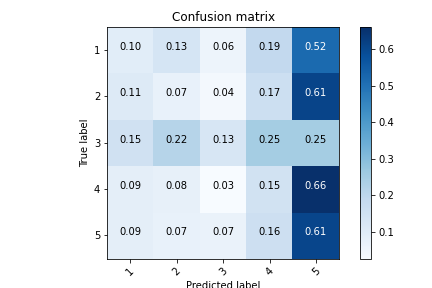 Confusion matrix
1 0.10 0.13 0.06 0.19 0.52
2 0.11 0.07 0.04 0.17 0.61
3 0.15 0.22 0.13 0.25 0.25
4 0.09 0.08 0.03 0.15 0.66
5 0.09 0.07 0.07 0.16 0.61
1 2 3 4 5
True label
Predicted label
0.6
0.5
0.4
0.3
0.2
0.1